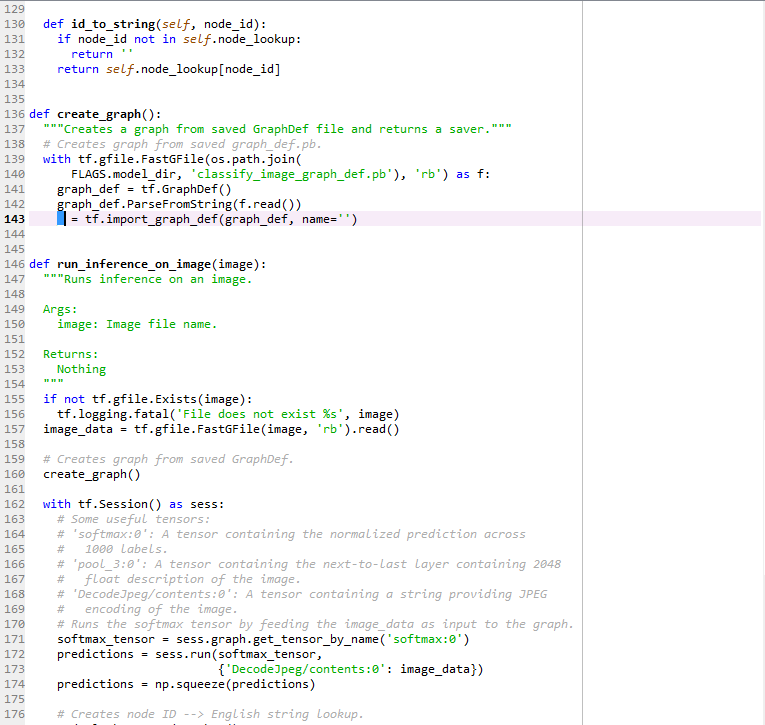 129
130 def id_to_string(self, node_id):
131 if node_id not in self.node_lookup:
132 return ''
133 return self.node_lookup[node_id]
134
135
136 def create_graph():
137 """Creates a graph from saved GraphDef file and returns a saver."""
138 # Creates graph from saved graph_def.pb.
139 with tf.gfile.FastGFile(os.path.join(
140 FLAGS.model_dir, 'classify_image_graph_def.pb'), 'rb') as f:
141 graph_def = tf.GraphDef()
142 graph_def.ParseFromString(f.read())
143 = tf.import_graph_def(graph_def, name='')
144
145
146 def run_inference_on_image(image):
147 """Runs inference on an image.
148
149 Args:
150 image: Image file name.
151
152 Returns:
153 Nothing
154 """
155 if not tf.gfile.Exists(image):
156 tf.logging.fatal('File does not exist %s', image)
157 image_data = tf.gfile.FastGFile(image, 'rb').read()
158
159 # Creates graph from saved GraphDef.
160 create_graph()
161
162 with tf.Session() as sess:
163 # Some useful tensors:
164 # 'softmax:0': A tensor containing the normalized prediction across
165 # 1000 labels.
166 # 'pool_3:0': A tensor containing the next-to-last layer containing 2048
167 # float description of the image.
168 # 'DecodeJpeg/contents:0': A tensor containing a string providing JPEG
169 # encoding of the image.
170 # Runs the softmax tensor by feeding the image_data as input to the graph.
171 softmax_tensor = sess.graph.get_tensor_by_name('softmax:0')
172 predictions = sess.run(softmax_tensor,
173 {'DecodeJpeg/contents:0': image_data})
174 predictions = np.squeeze(predictions)
175
176 # Creates node ID --> English string lookup.